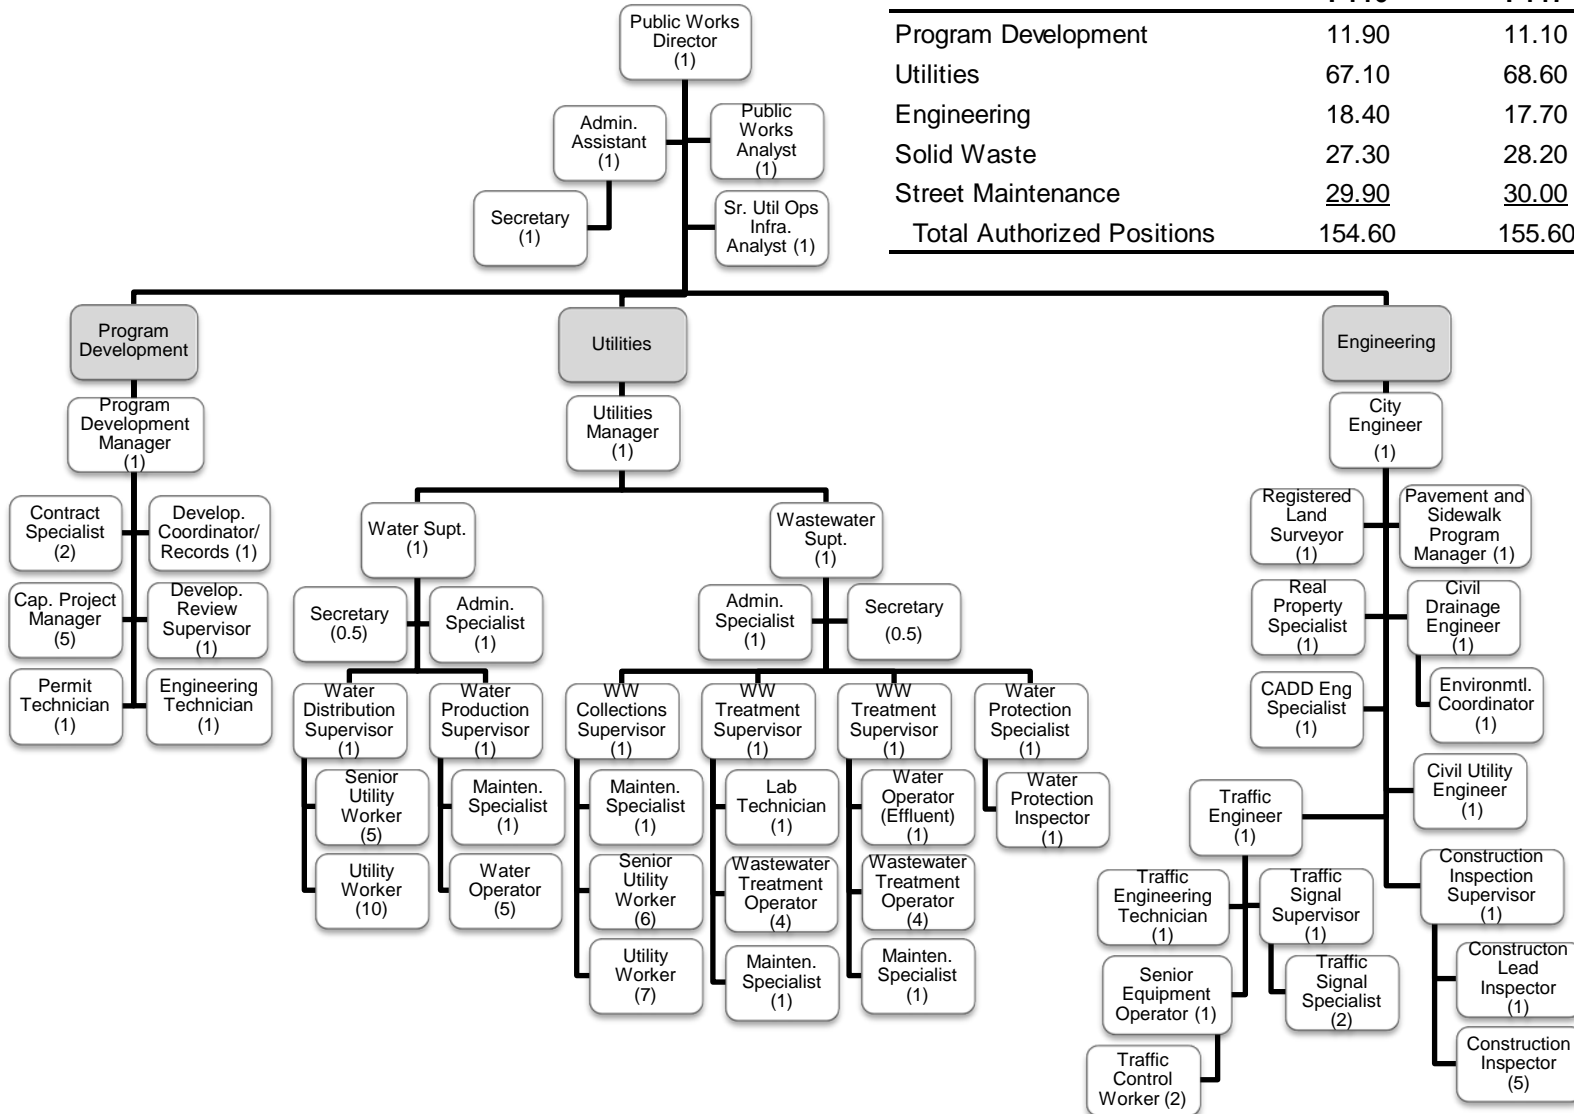 Public Works
Director
(1)
Program Development 11.90 11.10
Utilities 67.10 68.60
Engineering 18.40 17.70
Solid Waste 27.30 28.20
Street Maintenance 29.90 30.00
Total Authorized Positions 154.60 155.60
Admin.
Assistant
(1)
Public
Works
Analyst
(1)
Secretary
(1)
Sr. Util Ops
Infra.
Analyst (1)
Program
Development
Utilities
Engineering
Program
Development
Manager
(1)
Utilities
Manager
(1)
City
Engineer
(1)
Contract
Specialist
(2)
Develop.
Coordinator/
Records (1)
Cap. Project
Manager
(5)
Develop.
Review
Supervisor
(1)
Permit
Technician
(1)
Engineering
Technician
(1)
Water Supt.
(1)
Wastewater
Supt.
(1)
Secretary
(0.5)
Admin.
Specialist
(1)
Admin.
Specialist
(1)
Secretary
(0.5)
Water
Distribution
Supervisor
(1)
Water
Production
Supervisor
(1)
WW
Collections
Supervisor
(1)
WW
Treatment
Supervisor
(1)
WW
Treatment
Supervisor
(1)
Water
Protection
Specialist
(1)
Senior
Utility
Worker
(5)
Mainten.
Specialist
(1)
Mainten.
Specialist
(1)
Lab
Technician
(1)
Water
Operator
(Effluent)
(1)
Water
Protection
Inspector
(1)
Utility
Worker
(10)
Water
Operator
(5)
Senior
Utility
Worker
(6)
Wastewater
Treatment
Operator
(4)
Wastewater
Treatment
Operator
(4)
Utility
Worker
(7)
Mainten.
Specialist
(1)
Mainten.
Specialist
(1)
Registered
Land
Surveyor
(1)
Pavement and
Sidewalk
Program
Manager (1)
Real
Property
Specialist
(1)
Civil
Drainage
Engineer
(1)
CADD Eng
Specialist
(1)
Environmtl.
Coordinator
(1)
Traffic
Engineer
(1)
Civil Utility
Engineer
(1)
Traffic
Engineering
Technician
(1)
Traffic
Signal
Supervisor
(1)
Construction
Inspection
Supervisor
(1)
Senior
Equipment
Operator (1)
Traffic
Signal
Specialist
(2)
Constructon
Lead
Inspector
(1)
Traffic
Control
Worker (2)
Construction
Inspector
(5)